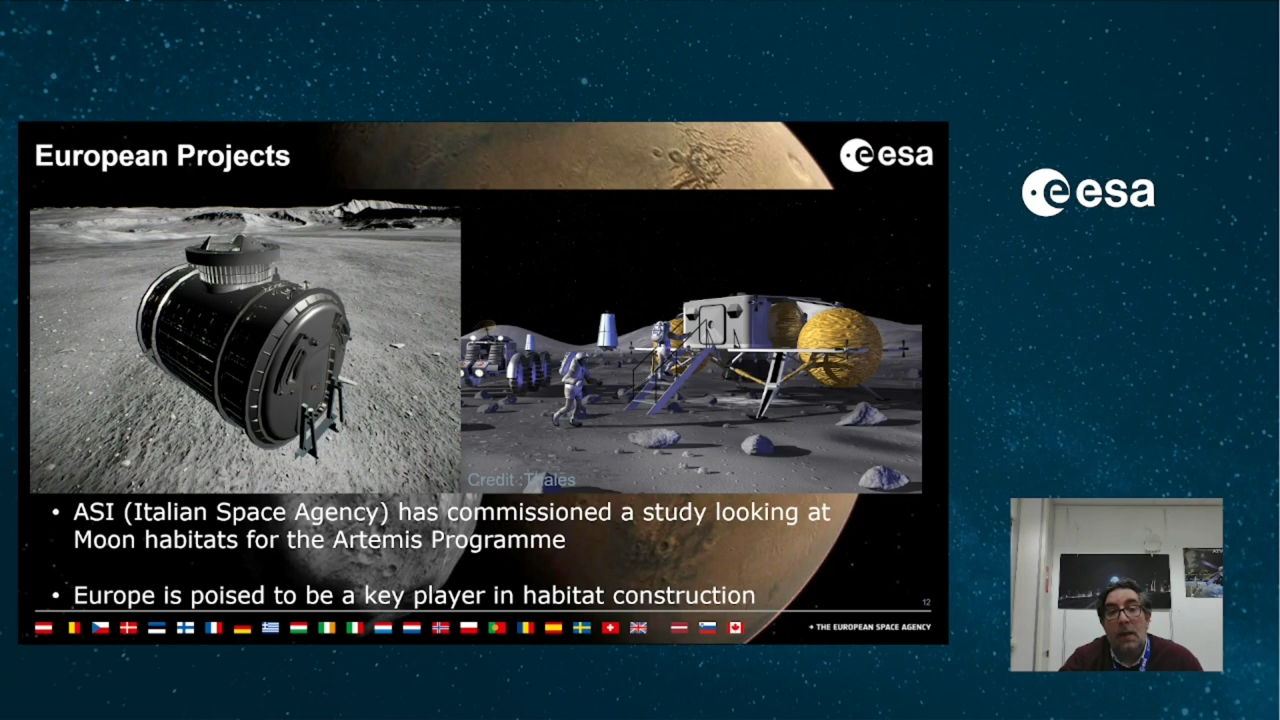 European Projects
esa
esa
Credit :Thales
• ASI (Italian Space Agency) has commissioned a study looking at
Moon habitats for the Artemis Programme
• Europe is poised to be a key player in habitat construction
12
→ THE EUROPEAN SPACE AGENCY